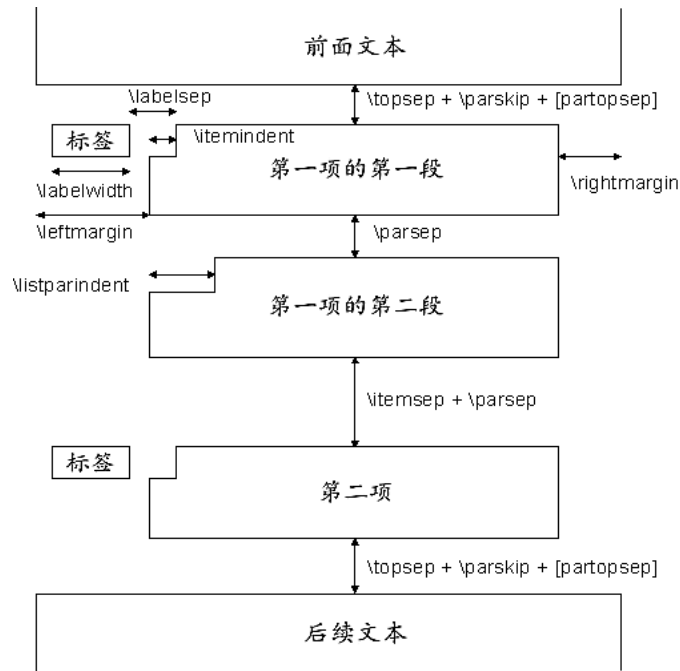 前面文本
\labelsep
\topsep + \parskip + [partopsep]
标签
\itemindent
第一项的第一段
\labelwidth
\rightmargin
\leftmargin
\parsep
\listparindent
第一项的第二段
\itemsep + \parsep
标签
第二项
\topsep + \parskip + [partopsep]
后续文本